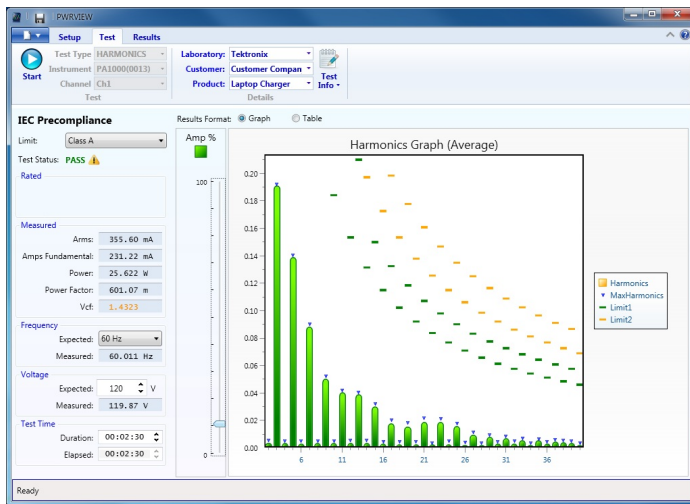 PWRVIEW
Setup Test Results
Start
Test Type HARMONICS
Instrument PA1000(0013)
Channel Ch1
Test
Laboratory: Tektronix
Customer: Customer Compan
Product: Laptop Charger
Test Info
Details
IEC Precompliance
Limit: Class A
Test Status: PASS
Rated
Measured
Arms: 355.60 mA
Amps Fundamental: 231.22 mA
Power: 25.622 W
Power Factor: 601.07 m
Vcf: 1.4323
Frequency
Expected: 60 Hz
Measured: 60.011 Hz
Voltage
Expected: 120 V
Measured: 119.87 V
Test Time
Duration: 00:02:30
Elapsed: 00:02:30
Results Format: Graph Table
Amp %
100
0
Harmonics Graph (Average)
0.20
0.18
0.16
0.14
0.12
0.10
0.08
0.06
0.04
0.02
0.00
6 11 16 21 26 31 36
Harmonics
MaxHarmonics
Limit1
Limit2
Ready